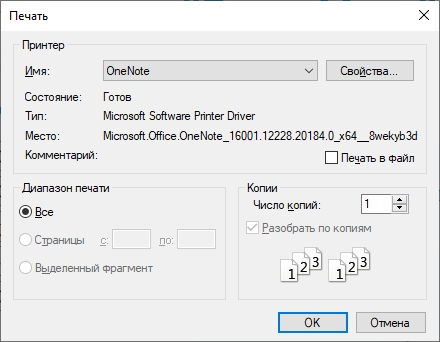 Печать
Принтер
Имя: OneNote Свойства...
Состояние: Готов
Тип: Microsoft Software Printer Driver
Место: Microsoft.Office.OneNote_16001.12228.20184.0_x64__8wekyb3d
Комментарий: Печать в файл
Диапазон печати
Все
Страницы с: по:
Выделенный фрагмент
Копии
Число копий: 1
Разобрать по копиям
1 2 3 1 2 3
OK Отмена